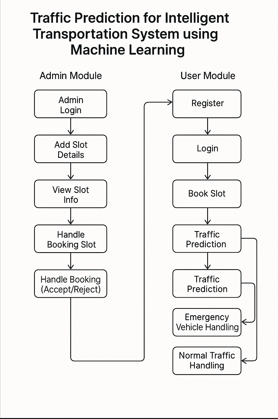 Traffic Prediction for Intelligent
Transportation System using
Machine Learning
Admin Module
Admin
Login
Add Slot
Details
View Slot
Info
Handle
Booking Slot
Handle Booking
(Accept/Reject)
User Module
Register
Login
Book Slot
Traffic
Prediction
Traffic
Prediction
Emergency
Vehicle Handling
Normal Traffic
Handling